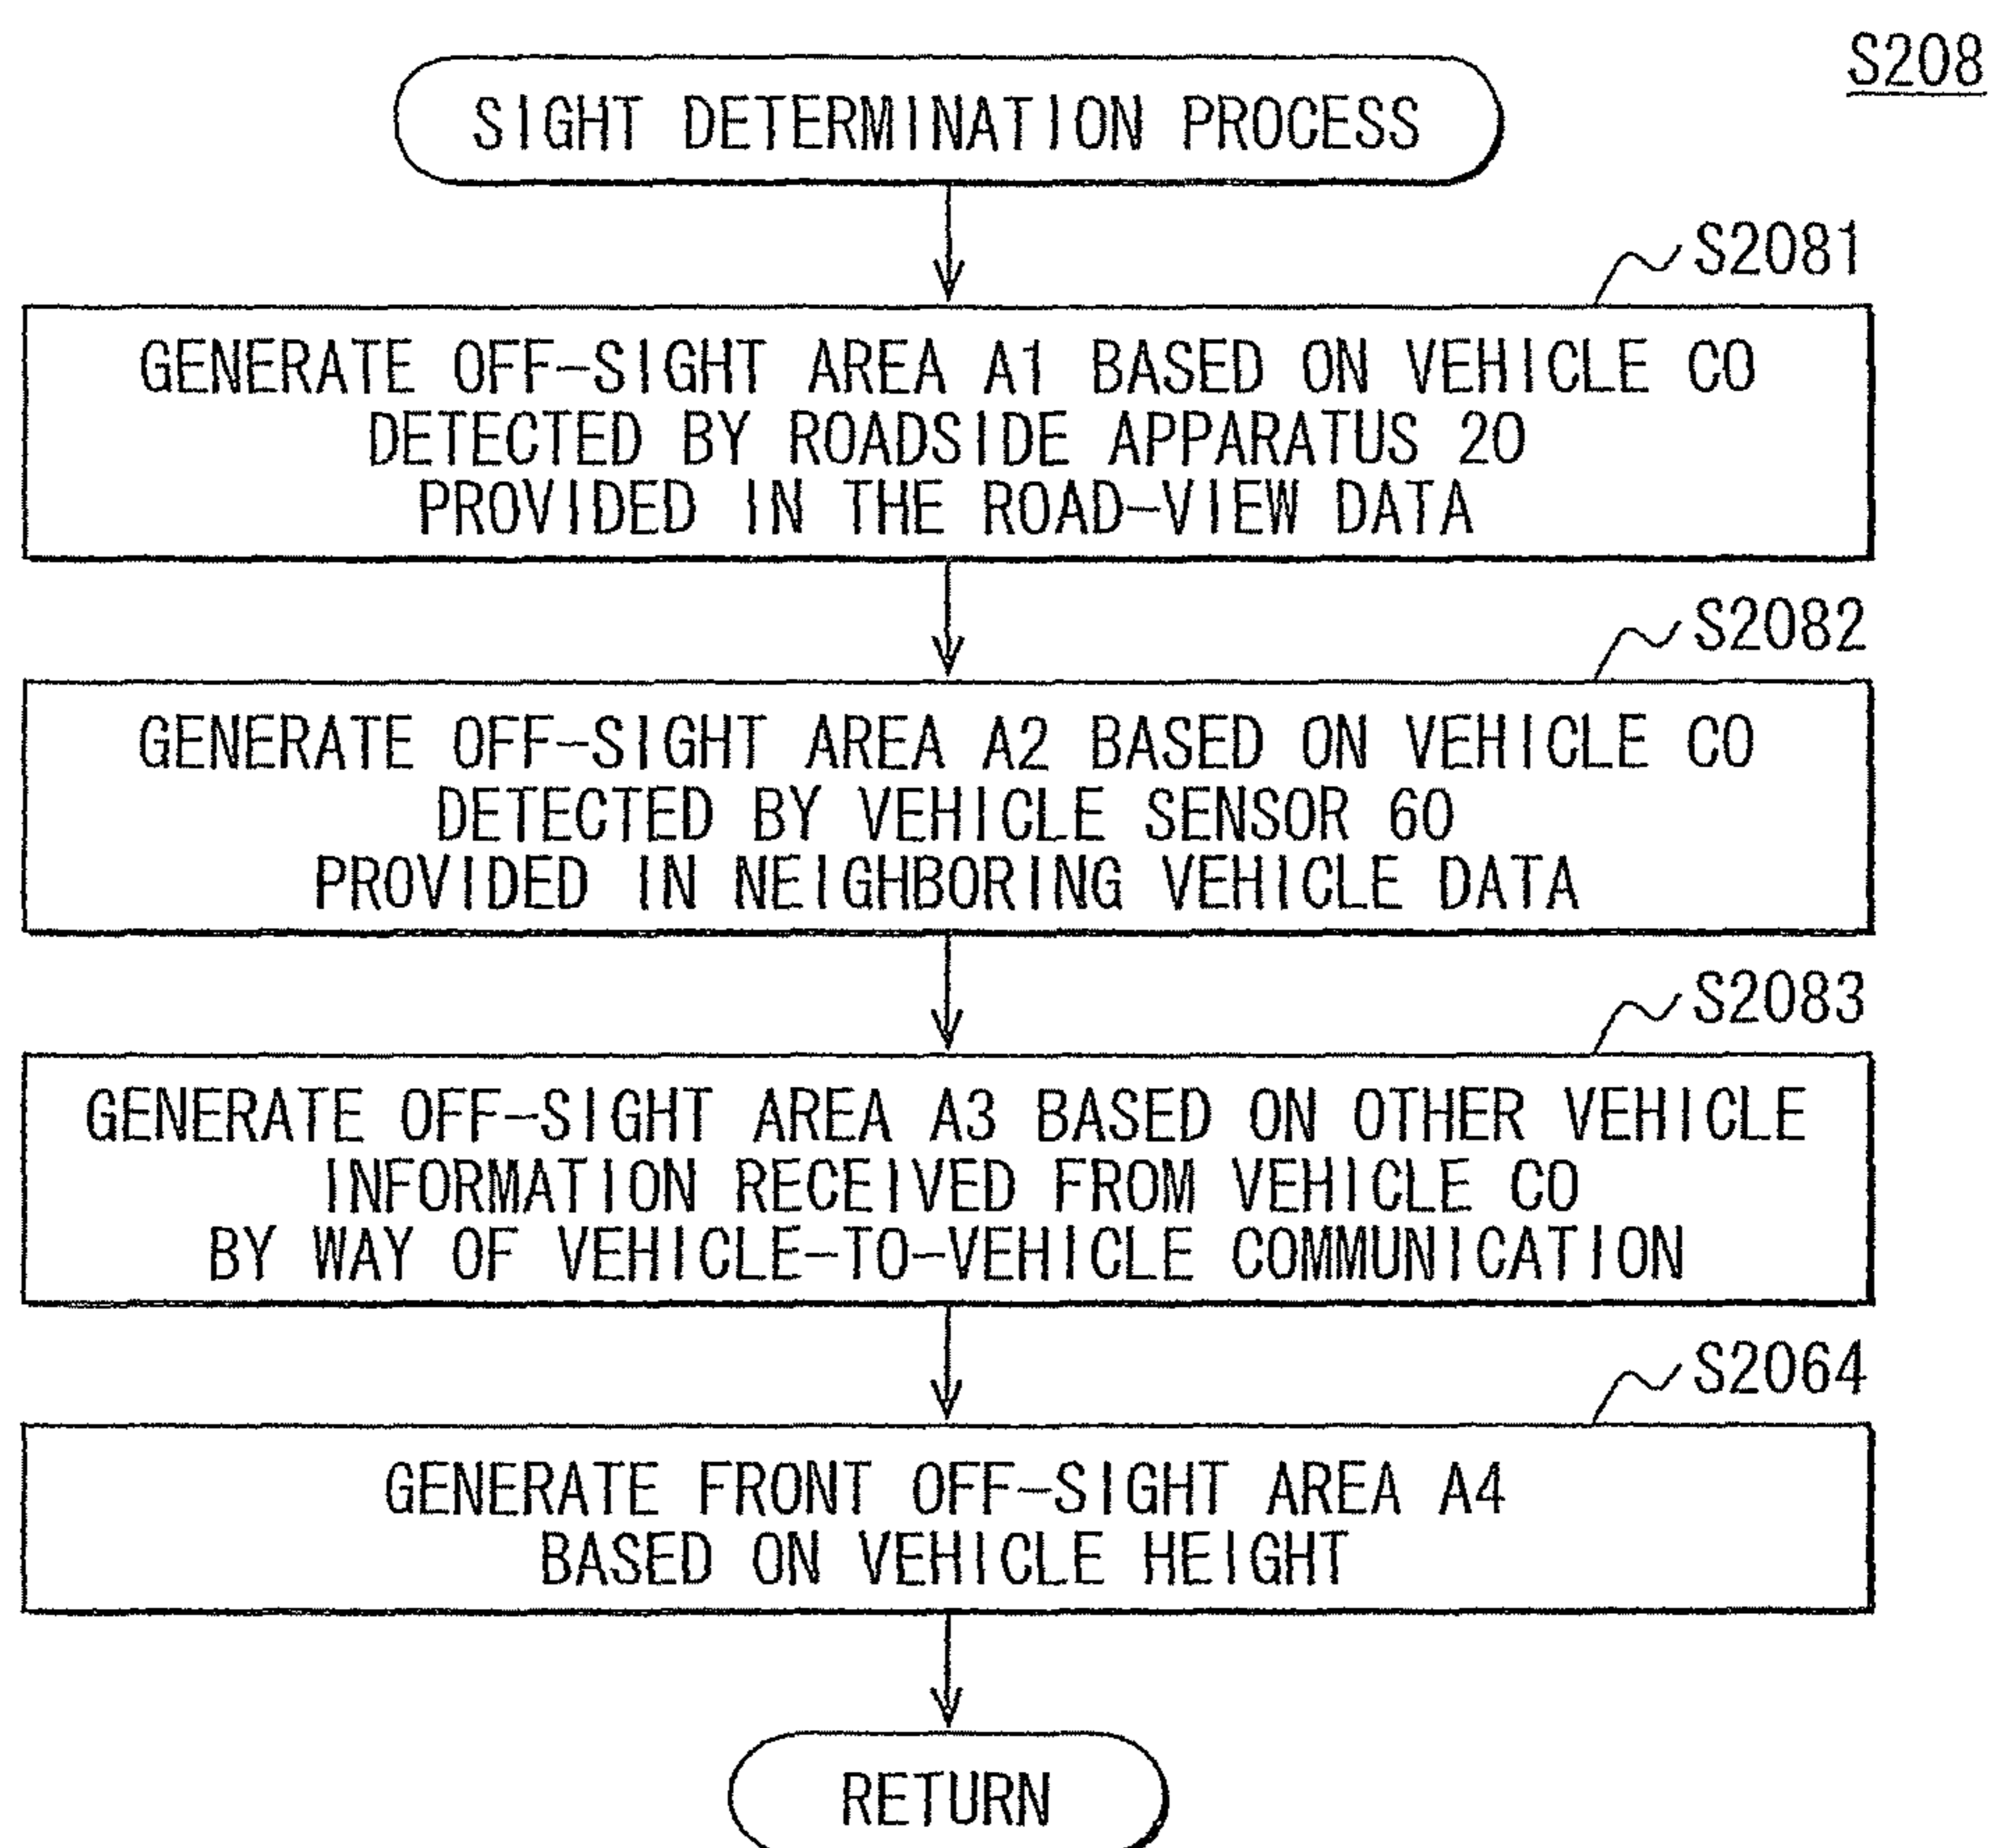 S208
SIGHT DETERMINATION PROCESS
S2081
GENERATE OFF-SIGHT AREA A1 BASED ON VEHICLE CO
DETECTED BY ROADSIDE APPARATUS 20
PROVIDED IN THE ROAD-VIEW DATA
S2082
GENERATE OFF-SIGHT AREA A2 BASED ON VEHICLE CO
DETECTED BY VEHICLE SENSOR 60
PROVIDED IN NEIGHBORING VEHICLE DATA
S2083
GENERATE OFF-SIGHT AREA A3 BASED ON OTHER VEHICLE
INFORMATION RECEIVED FROM VEHICLE CO
BY WAY OF VEHICLE-TO-VEHICLE COMMUNICATION
S2064
GENERATE FRONT OFF-SIGHT AREA A4
BASED ON VEHICLE HEIGHT
RETURN